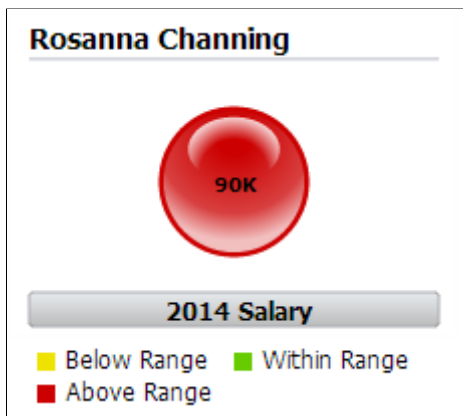 Rosanna Channing
90K
2014 Salary
Below Range Within Range
Above Range